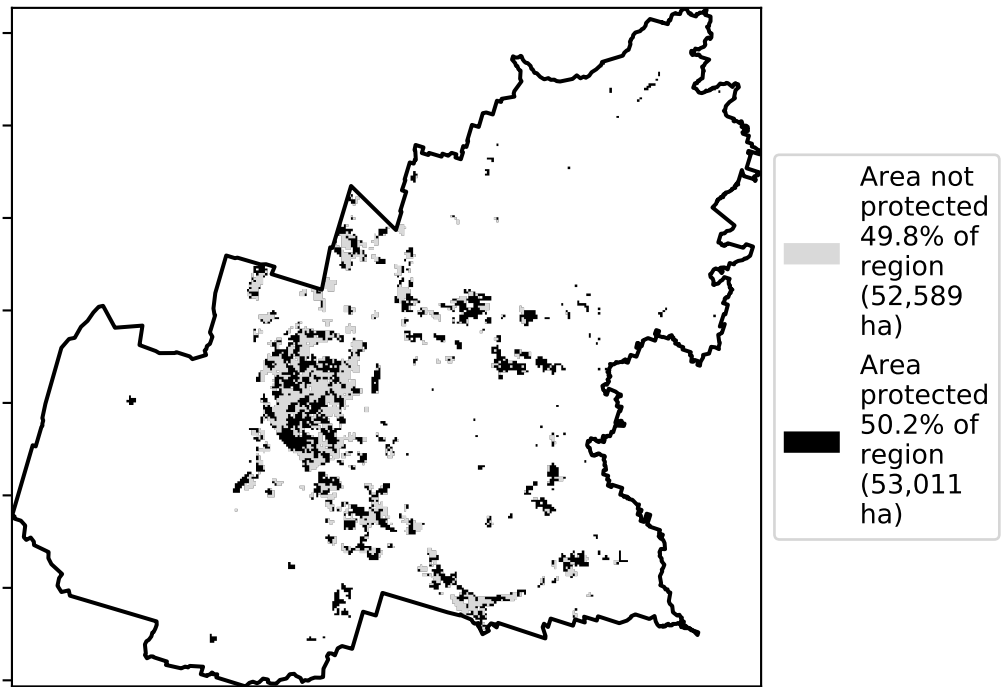 Area not
protected
49.8% of
region
(52,589
ha)
Area
protected
50.2% of
region
(53,011
ha)